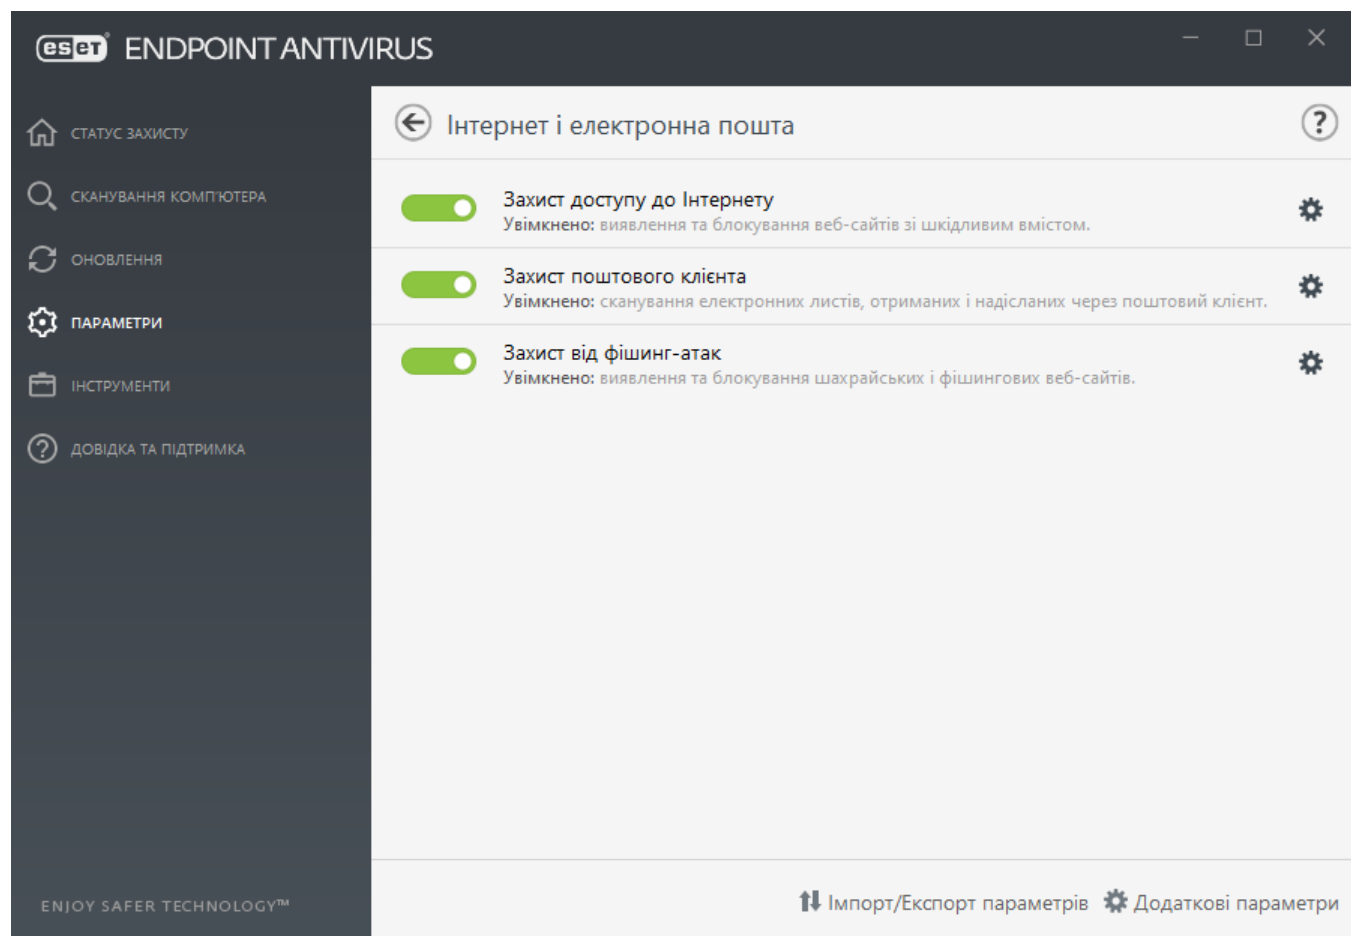 eset ENDPOINT ANTIVIRUS
СТАТУС ЗАХИСТУ
СКАНУВАННЯ КОМП'ЮТЕРА
ОНОВЛЕННЯ
ПАРАМЕТРИ
ІНСТРУМЕНТИ
ДОВІДКА ТА ПІДТРИМКА
ENJOY SAFER TECHNOLOGY™
Інтернет і електронна пошта
Захист доступу до Інтернету
Увімкнено: виявлення та блокування веб-сайтів зі шкідливим вмістом.
Захист поштового клієнта
Увімкнено: сканування електронних листів, отриманих і надісланих через поштовий клієнт.
Захист від фішинг-атак
Увімкнено: виявлення та блокування шахрайських і фішингових веб-сайтів.
Імпорт/Експорт параметрів Додаткові параметри